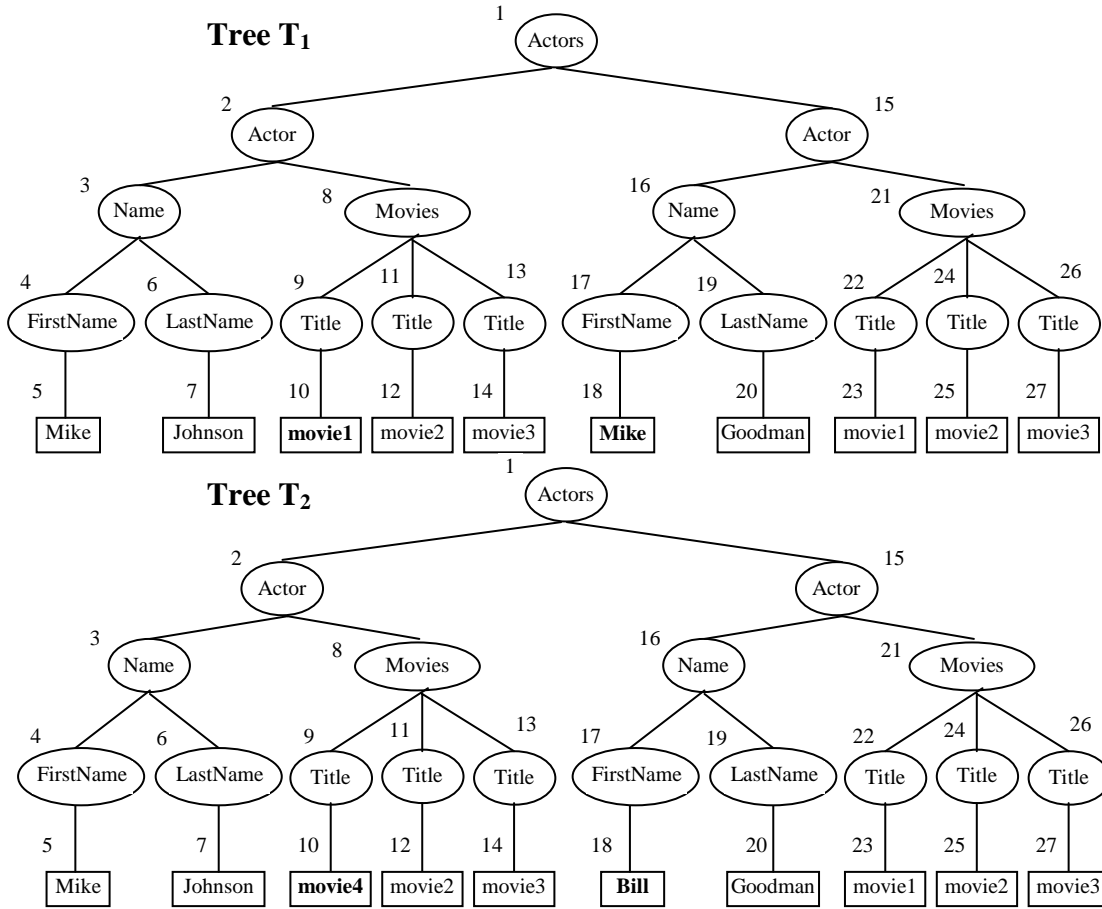 1
Tree T1
Actors
2 15
Actor Actor
3 8 16 21
Name Movies Name Movies
4 6 9 11 13 17 19 22 24 26
FirstName LastName Title Title Title FirstName LastName Title Title Title
5 7 10 12 14 18 20 23 25 27
Mike Johnson movie1 movie2 movie3 Mike Goodman movie1 movie2 movie3
1
Tree T2
Actors
2 15
Actor Actor
3 8 16 21
Name Movies Name Movies
4 6 9 11 13 17 19 22 24 26
FirstName LastName Title Title Title FirstName LastName Title Title Title
5 7 10 12 14 18 20 23 25 27
Mike Johnson movie4 movie2 movie3 Bill Goodman movie1 movie2 movie3